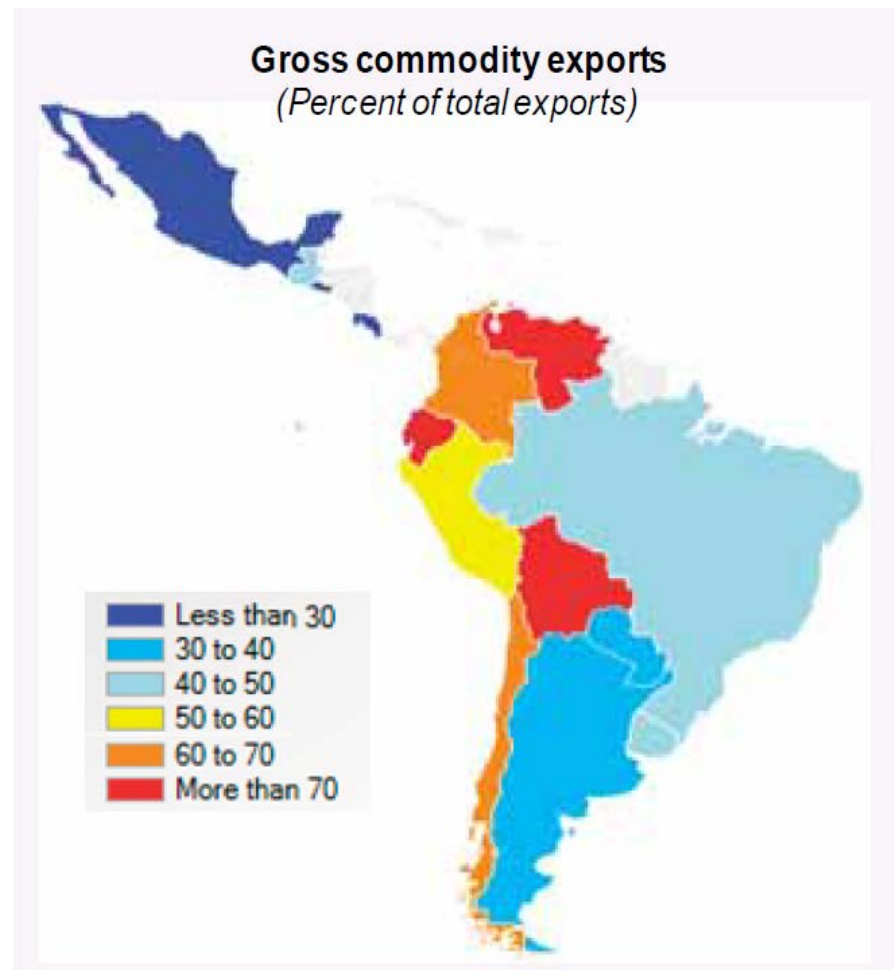 Gross commodity exports
(Percent of total exports)
Less than 30
30 to 40
40 to 50
50 to 60
60 to 70
More than 70